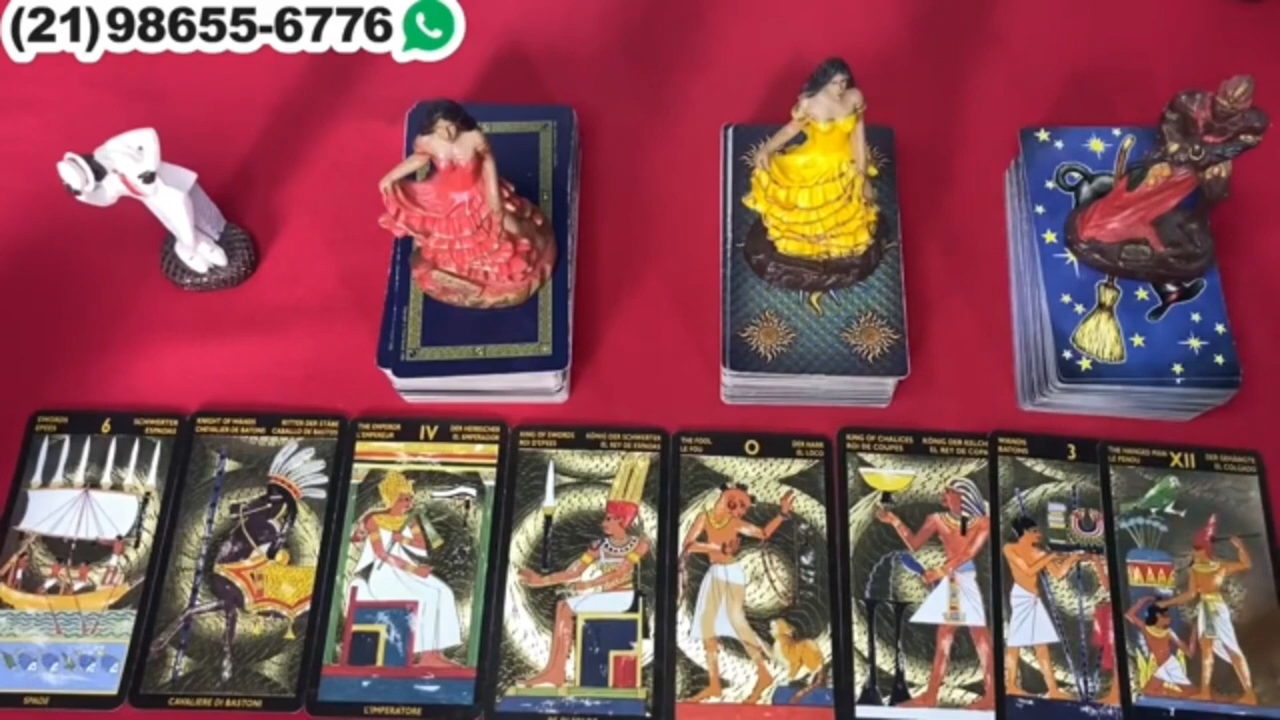 (21)98655-6776
SWORDS
EPEES
6
SCHWERTER
ESPADAS
SPADE
KNIGHT OF WANDS
CHEVALIER DE BATONS
RITTER DER STÄBE
CABALLO DE BASTOS
CAVALIERE DI BASTONI
THE EMPEROR
L'EMPEREUR
IV
DER HERRSCHER
EL EMPERADOR
L'IMPERATORE
KING OF SWORDS
ROI D'EPEES
KÖNIG DER SCHWERTER
EL REY DE ESPADAS
THE FOOL
LE FOU
0
DER NARR
EL LOCO
KING OF CHALICES
ROI DE COUPES
KÖNIG DER KELCH
EL REY DE COPA
WANDS
BATONS
3
THE HANGED MAN
LE PENDU
XII
DER GEHÄNGTE
EL COLGADO